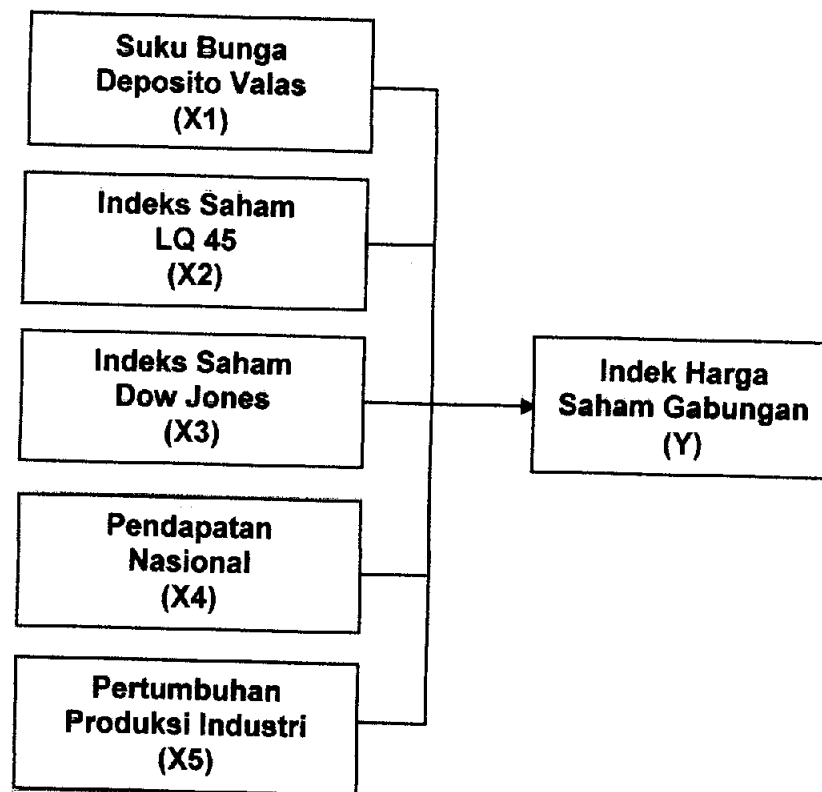 Suku Bunga
Deposito Valas
(X1)
Indeks Saham
LQ 45
(X2)
Indeks Saham
Dow Jones
(X3)
Pendapatan
Nasional
(X4)
Pertumbuhan
Produksi Industri
(X5)
Indek Harga
Saham Gabungan
(Y)